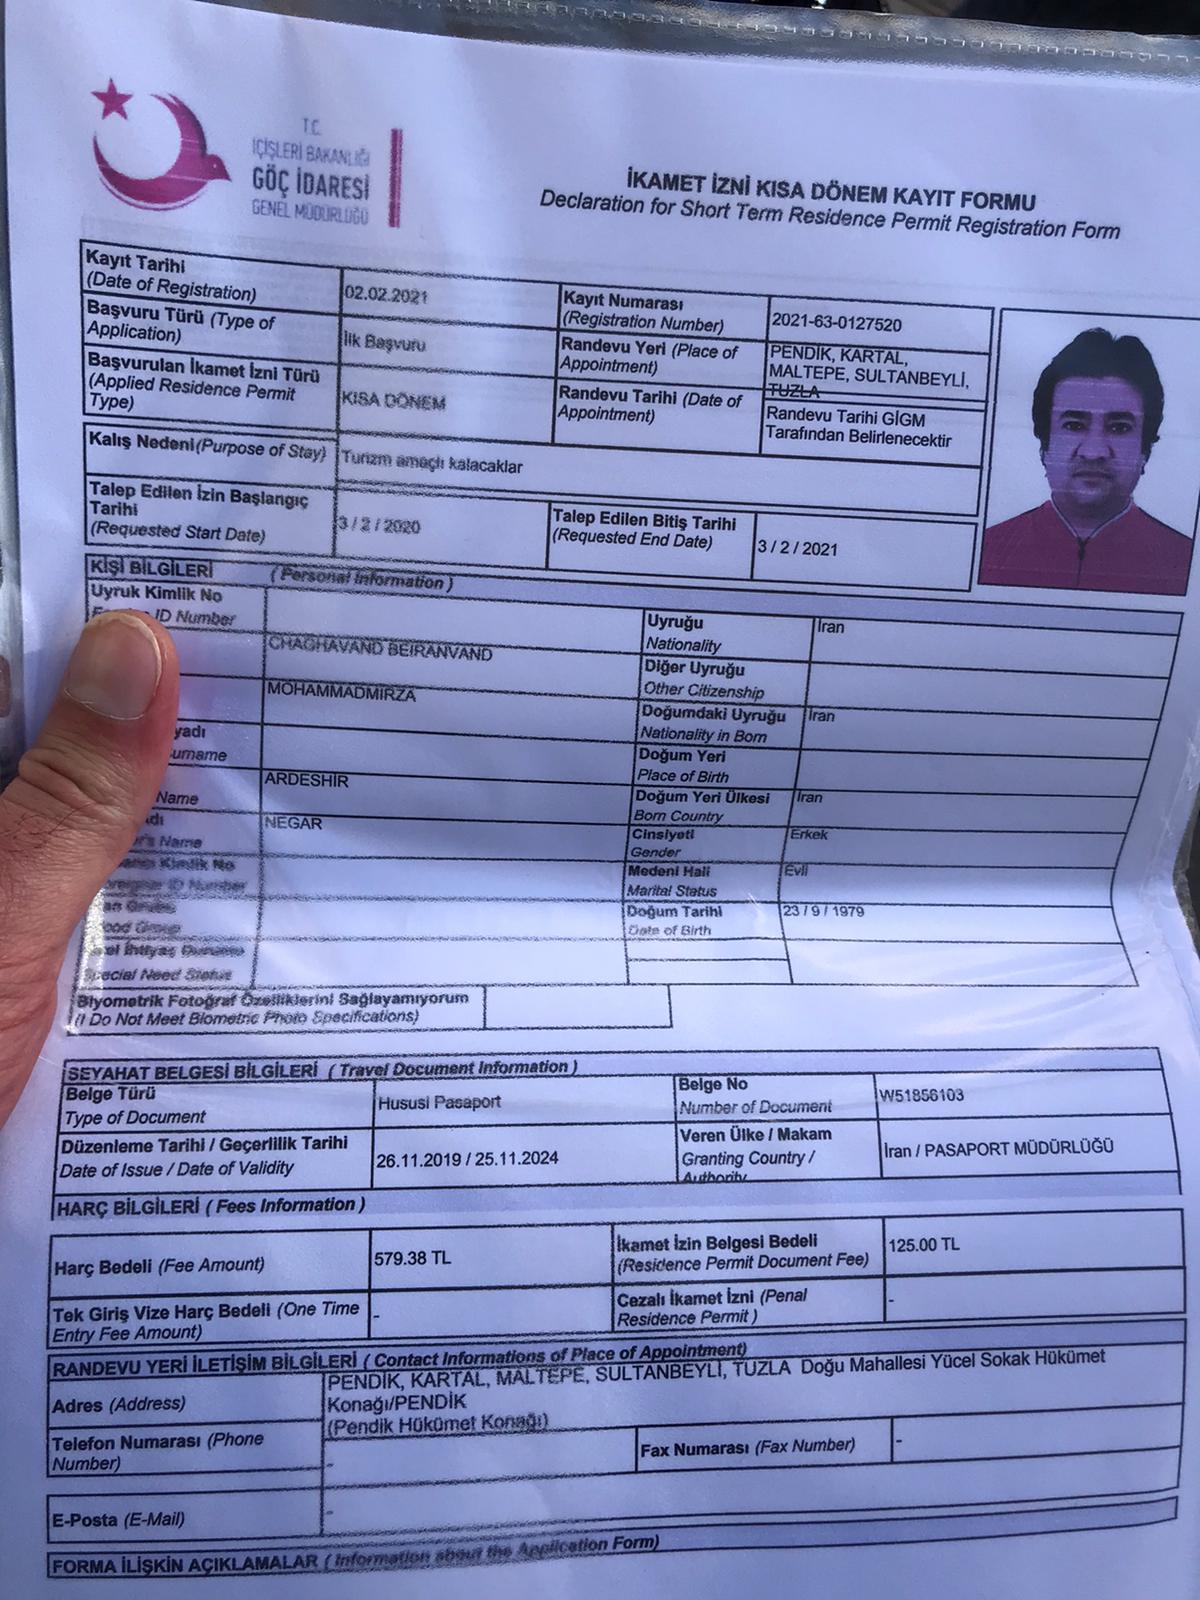 T.C.
İÇİŞLERİ BAKANLIĞI
GÖÇ İDARESİ
GENEL MÜDÜRLÜĞÜ
İKAMET İZNİ KISA DÖNEM KAYIT FORMU
Declaration for Short Term Residence Permit Registration Form
Kayıt Tarihi
(Date of Registration)
02.02.2021
Kayıt Numarası
(Registration Number)
2021-63-0127520
Başvuru Türü (Type of
Application)
İlk Başvuru
Randevu Yeri (Place of
Appointment)
PENDİK, KARTAL,
MALTEPE, SULTANBEYLİ,
TUZLA
Başvurulan İkamet İzni Türü
(Applied Residence Permit
Type)
KISA DÖNEM
Randevu Tarihi (Date of
Appointment)
Randevu Tarihi GİGM
Tarafından Belirlenecektir
Kalış Nedeni(Purpose of Stay)
Turizm amaçlı kalacaklar
Talep Edilen İzin Başlangıç
Tarihi
(Requested Start Date)
3 / 2 / 2020
Talep Edilen Bitiş Tarihi
(Requested End Date)
3 / 2 / 2021
KİŞİ BİLGİLERİ ( Personal Information )
Uyruk Kimlik No
ID Number
Uyruğu
Nationality
İran
CHAGHAVAND BEIRANVAND
Diğer Uyruğu
Other Citizenship
MOHAMMADMIRZA
Doğumdaki Uyruğu
Nationality in Born
İran
yadı
urname
Doğum Yeri
Place of Birth
Name
ARDESHIR
Doğum Yeri Ülkesi
Born Country
İran
dı
r's Name
NEGAR
Cinsiyeti
Gender
Erkek
Kimlik No
ID Number
Medeni Hali
Marital Status
Evli
Doğum Tarihi
Date of Birth
23 / 9 / 1979
ood Group
el İhtiyaç Durumu
Special Need Status
Biyometrik Fotoğraf Özelliklerini Sağlayamıyorum
(I Do Not Meet Biometric Photo Specifications)
SEYAHAT BELGESİ BİLGİLERİ ( Travel Document Information )
Belge Türü
Type of Document
Hususi Pasaport
Belge No
Number of Document
W51856103
Düzenleme Tarihi / Geçerlilik Tarihi
Date of Issue / Date of Validity
26.11.2019 / 25.11.2024
Veren Ülke / Makam
Granting Country /
Authority
İran / PASAPORT MÜDÜRLÜĞÜ
HARÇ BİLGİLERİ ( Fees Information )
Harç Bedeli (Fee Amount)
579.38 TL
İkamet İzin Belgesi Bedeli
(Residence Permit Document Fee)
125.00 TL
Tek Giriş Vize Harç Bedeli (One Time
Entry Fee Amount)
-
Cezalı İkamet İzni (Penal
Residence Permit )
-
RANDEVU YERİ İLETİŞİM BİLGİLERİ ( Contact Informations of Place of Appointment)
Adres (Address)
PENDİK, KARTAL, MALTEPE, SULTANBEYLİ, TUZLA Doğu Mahallesi Yücel Sokak Hükümet
Konağı/PENDİK
(Pendik Hükümet Konağı)
Telefon Numarası (Phone
Number)
-
Fax Numarası (Fax Number)
-
E-Posta (E-Mail)
-
FORMA İLİŞKİN AÇIKLAMALAR ( Information about the Application Form)